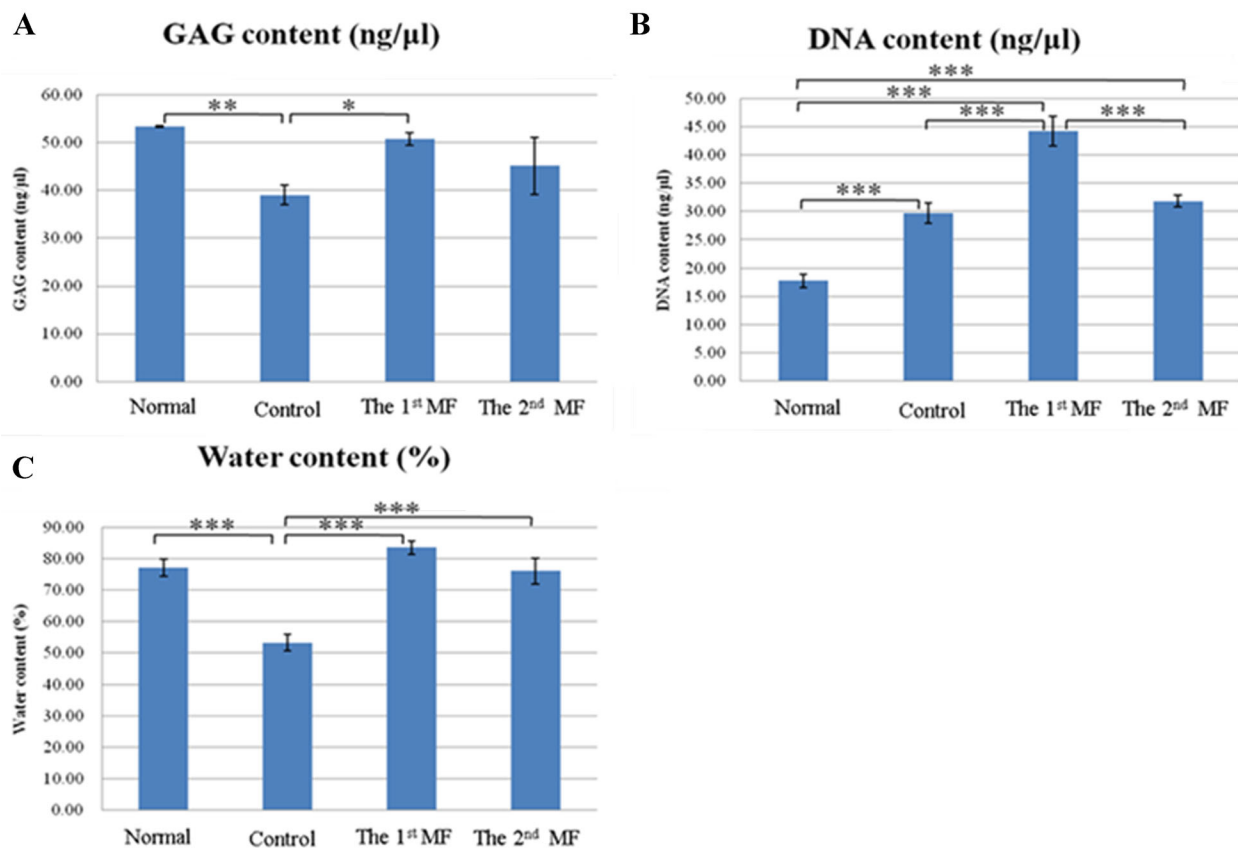 A
GAG content (ng/µl)
GAG content (ng/µl)
60.00
50.00
40.00
30.00
20.00
10.00
0.00
**
*
Normal
Control
The 1st MF
The 2nd MF
B
DNA content (ng/µl)
DNA content (ng/µl)
50.00
45.00
40.00
35.00
30.00
25.00
20.00
15.00
10.00
5.00
0.00
***
***
***
***
***
Normal
Control
The 1st MF
The 2nd MF
C
Water content (%)
Water content (%)
90.00
80.00
70.00
60.00
50.00
40.00
30.00
20.00
10.00
0.00
***
***
***
Normal
Control
The 1st MF
The 2nd MF